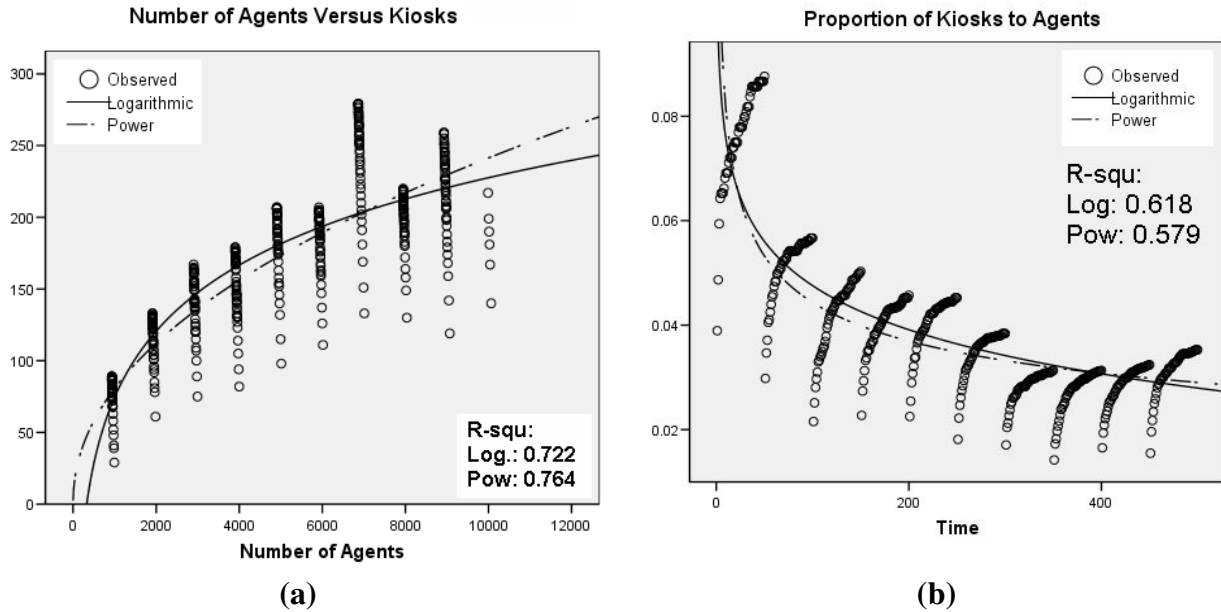 Number of Agents Versus Kiosks
300
250
200
150
100
50
0
Observed
Logarithmic
Power
R-squ:
Log.: 0.722
Pow: 0.764
0 2000 4000 6000 8000 10000 12000
Number of Agents
(a)
Proportion of Kiosks to Agents
0.08
0.06
0.04
0.02
Observed
Logarithmic
Power
R-squ:
Log: 0.618
Pow: 0.579
0 200 400
Time
(b)